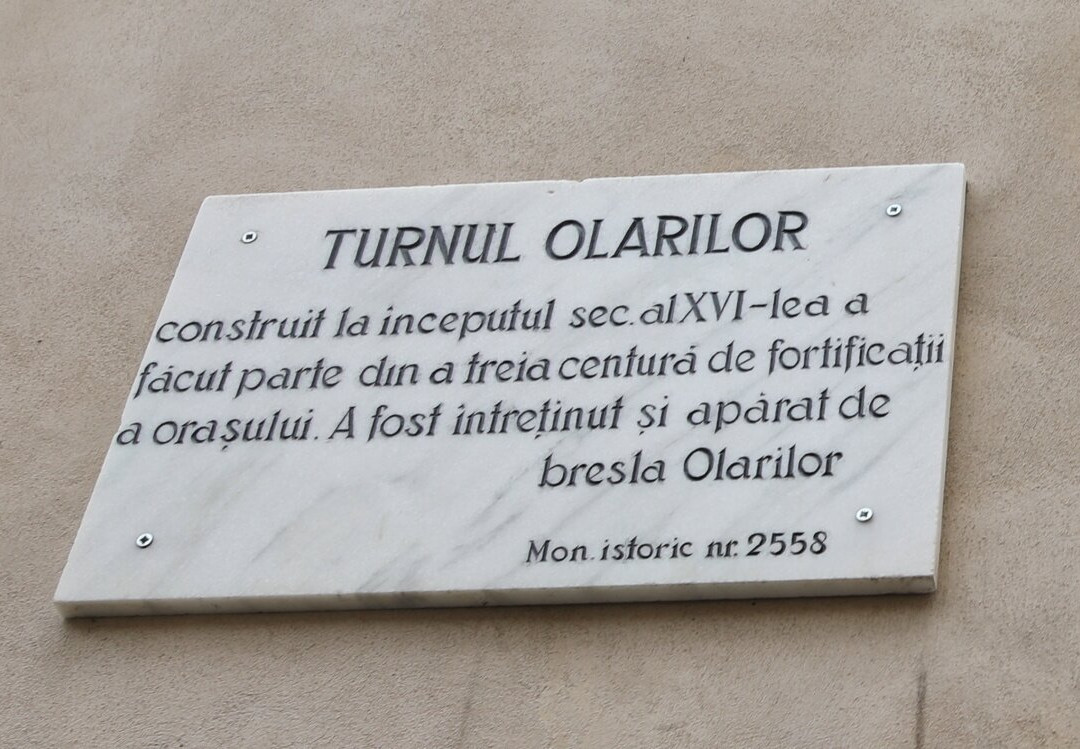 TURNUL OLARILOR
construit la inceputul sec. al XVI-lea a
făcut parte din a treia centură de fortificații
a orașului. A fost intreținut și apărat de
bresla Olarilor
Mon. istoric nr. 2558